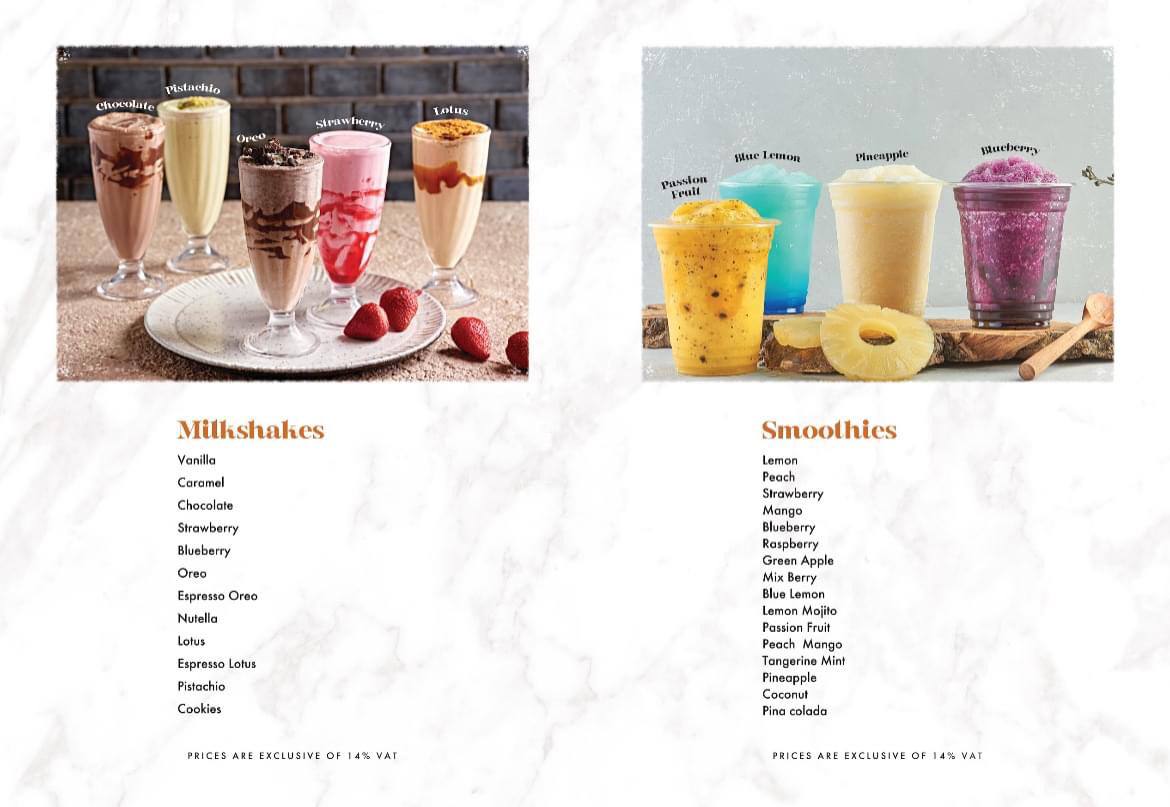 Chocolate
Pistachio
Oreo
Strawberry
Lotus
Milkshakes
Vanilla
Caramel
Chocolate
Strawberry
Blueberry
Oreo
Espresso Oreo
Nutella
Lotus
Espresso Lotus
Pistachio
Cookies
PRICES ARE EXCLUSIVE OF 14% VAT
Passion
Fruit
Blue Lemon
Pineapple
Blueberry
Smoothies
Lemon
Peach
Strawberry
Mango
Blueberry
Raspberry
Green Apple
Mix Berry
Blue Lemon
Lemon Mojito
Passion Fruit
Peach Mango
Tangerine Mint
Pineapple
Coconut
Pina colada
PRICES ARE EXCLUSIVE OF 14% VAT